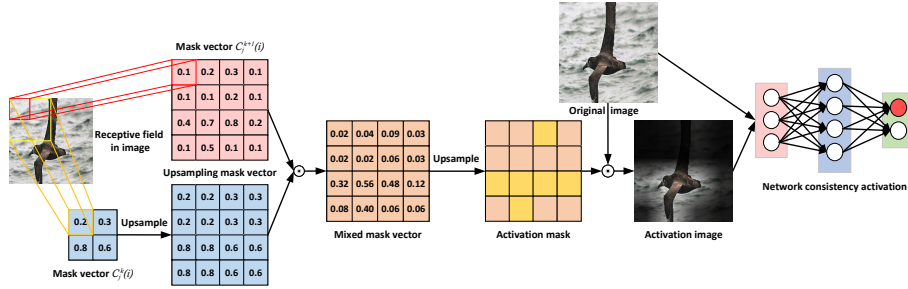 Mask vector C_j^{k+1}(i)
0.1 0.2 0.3 0.1
0.1 0.1 0.2 0.1
0.4 0.7 0.8 0.2
0.1 0.5 0.1 0.1
Receptive field
in image
Upsampling mask vector
0.2 0.2 0.3 0.3
0.2 0.2 0.3 0.3
0.8 0.8 0.6 0.6
0.8 0.8 0.6 0.6
0.2 0.3
0.8 0.6
Upsample
Mask vector C_j^k(i)
0.02 0.04 0.09 0.03
0.02 0.02 0.06 0.03
0.32 0.56 0.48 0.12
0.08 0.40 0.06 0.06
Mixed mask vector
Upsample
Activation mask
Original image
Activation image
Network consistency activation